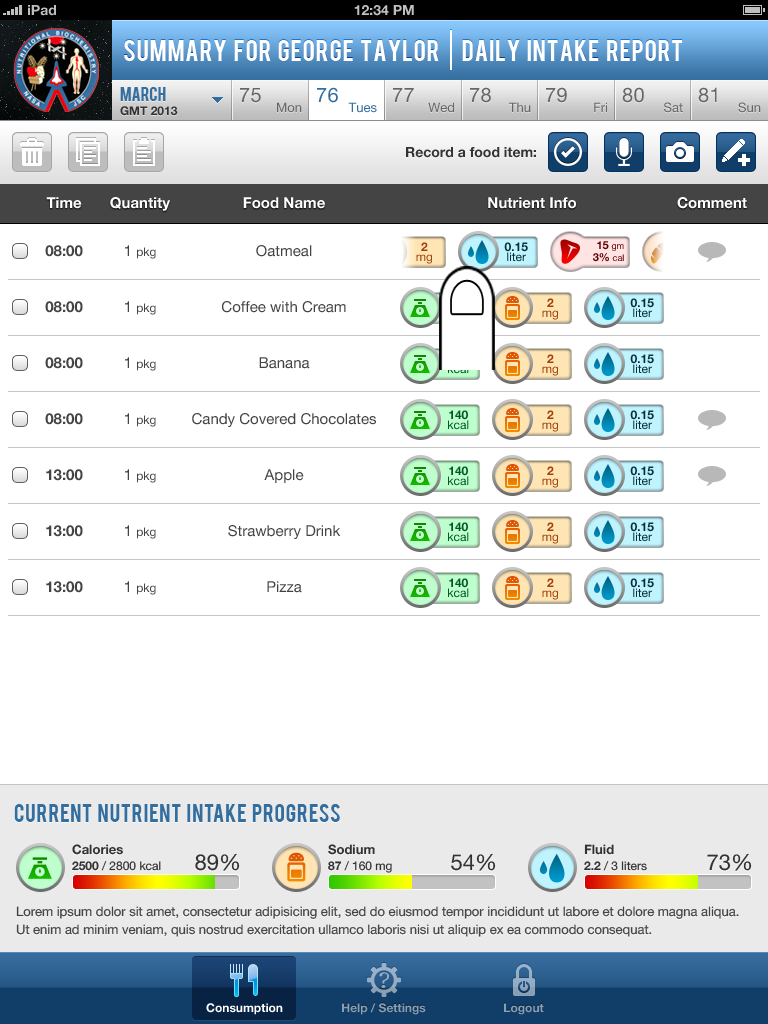 iPad 12:34 PM
NUTRITIONAL BIOCHEMISTRY
NASA JSC
SUMMARY FOR GEORGE TAYLOR | DAILY INTAKE REPORT
MARCH
GMT 2013
75 Mon
76 Tues
77 Wed
78 Thu
79 Fri
80 Sat
81 Sun
Record a food item:
Time Quantity Food Name Nutrient Info Comment
08:00 1 pkg Oatmeal 2 mg 0.15 liter 15 gm 3% cal
08:00 1 pkg Coffee with Cream 2 mg 0.15 liter
08:00 1 pkg Banana kcal 2 mg 0.15 liter
08:00 1 pkg Candy Covered Chocolates 140 kcal 2 mg 0.15 liter
13:00 1 pkg Apple 140 kcal 2 mg 0.15 liter
13:00 1 pkg Strawberry Drink 140 kcal 2 mg 0.15 liter
13:00 1 pkg Pizza 140 kcal 2 mg 0.15 liter
CURRENT NUTRIENT INTAKE PROGRESS
Calories
2500 / 2800 kcal 89%
Sodium
87 / 160 mg 54%
Fluid
2.2 / 3 liters 73%
Lorem ipsum dolor sit amet, consectetur adipisicing elit, sed do eiusmod tempor incididunt ut labore et dolore magna aliqua.
Ut enim ad minim veniam, quis nostrud exercitation ullamco laboris nisi ut aliquip ex ea commodo consequat.
Consumption
Help / Settings
Logout